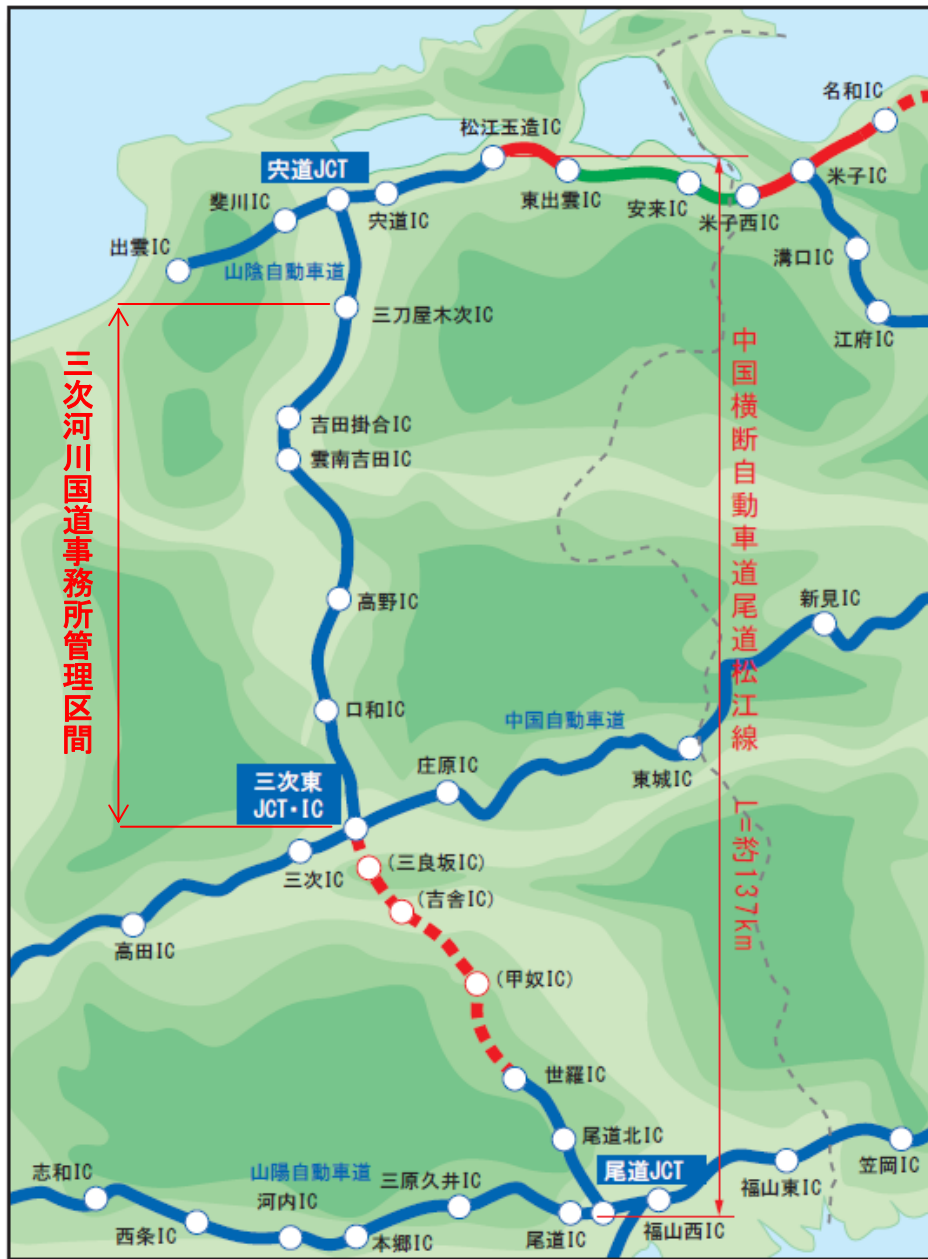 名和IC
松江玉造IC
宍道JCT
米子IC
斐川IC
宍道IC
東出雲IC
安来IC
米子西IC
出雲IC
山陰自動車道
溝口IC
三刀屋木次IC
江府IC
三次河川国道事務所管理区間
中国横断自動車道尾道松江線 L=約137km
吉田掛合IC
雲南吉田IC
高野IC
新見IC
口和IC
中国自動車道
東城IC
庄原IC
三次東
JCT・IC
三次IC
(三良坂IC)
(吉舎IC)
高田IC
(甲奴IC)
世羅IC
尾道北IC
志和IC
山陽自動車道
三原久井IC
尾道JCT
福山東IC
笠岡IC
西条IC
河内IC
本郷IC
尾道IC
福山西IC